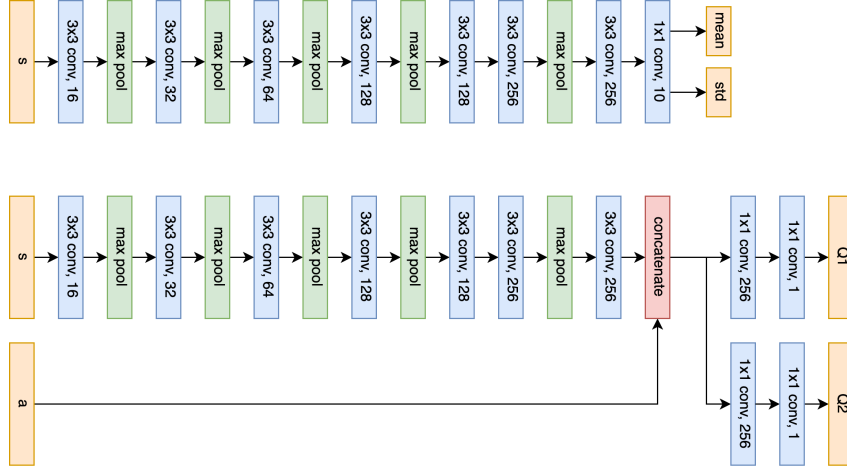 s
3x3 conv, 16
max pool
3x3 conv, 32
max pool
3x3 conv, 64
max pool
3x3 conv, 128
max pool
3x3 conv, 128
3x3 conv, 256
max pool
3x3 conv, 256
1x1 conv, 10
mean
std
s
3x3 conv, 16
max pool
3x3 conv, 32
max pool
3x3 conv, 64
max pool
3x3 conv, 128
max pool
3x3 conv, 128
3x3 conv, 256
max pool
3x3 conv, 256
concatenate
1x1 conv, 256
1x1 conv, 1
Q1
a
1x1 conv, 256
1x1 conv, 1
Q2